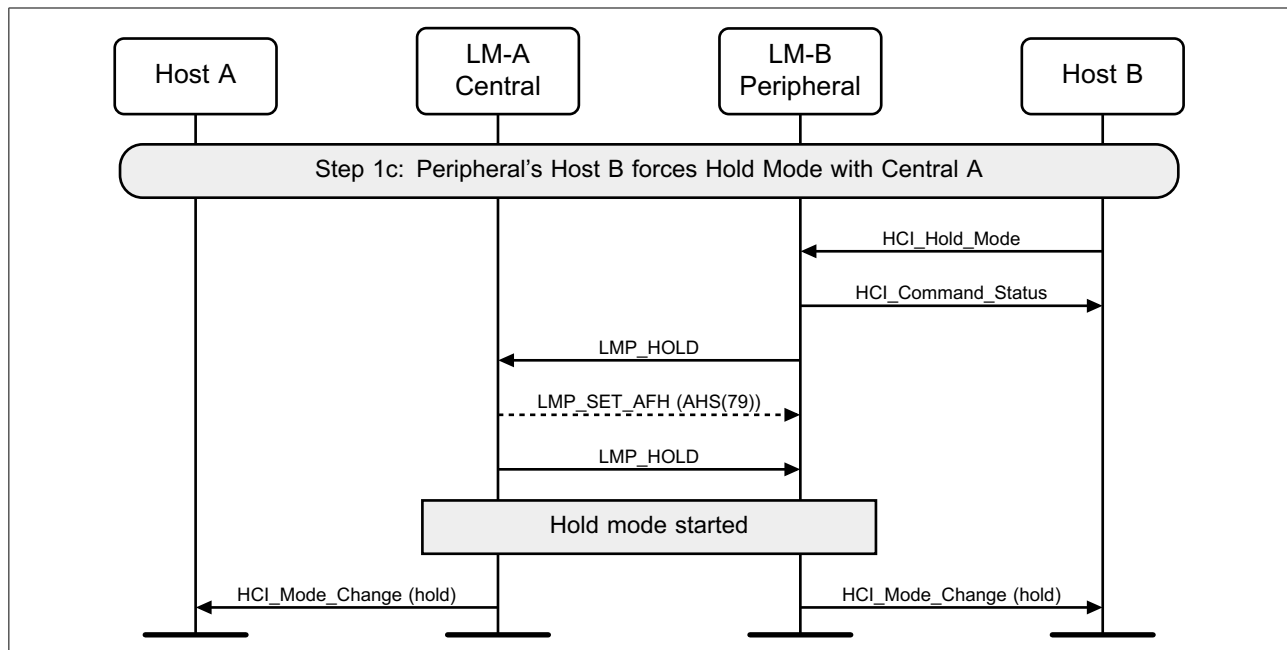 Host A
LM-A
Central
LM-B
Peripheral
Host B
Step 1c: Peripheral's Host B forces Hold Mode with Central A
HCI_Hold_Mode
HCI_Command_Status
LMP_HOLD
LMP_SET_AFH (AHS(79))
LMP_HOLD
Hold mode started
HCI_Mode_Change (hold)
HCI_Mode_Change (hold)